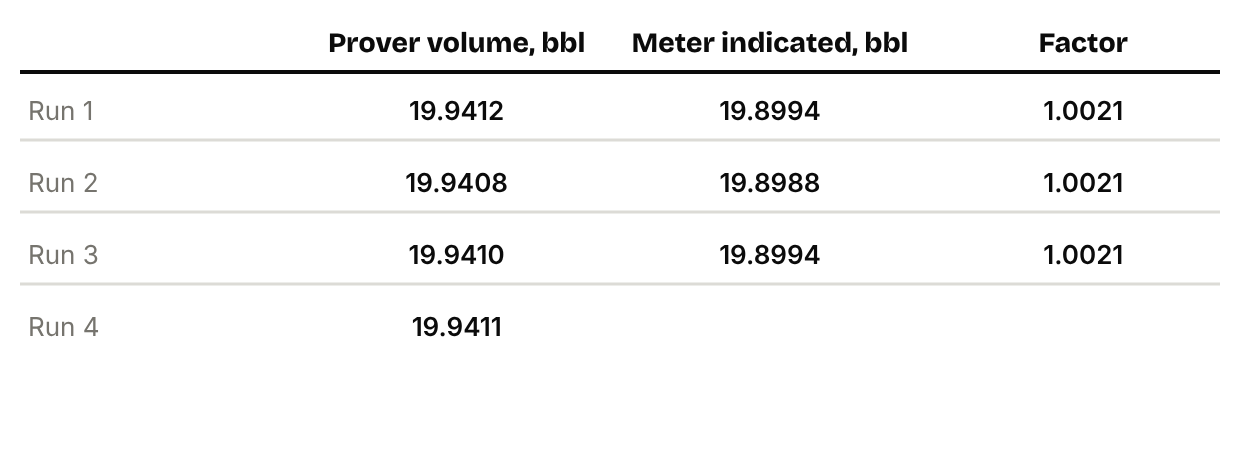 Prover volume, bbl Meter indicated, bbl Factor
Run 1 19.9412 19.8994 1.0021
Run 2 19.9408 19.8988 1.0021
Run 3 19.9410 19.8994 1.0021
Run 4 19.9411